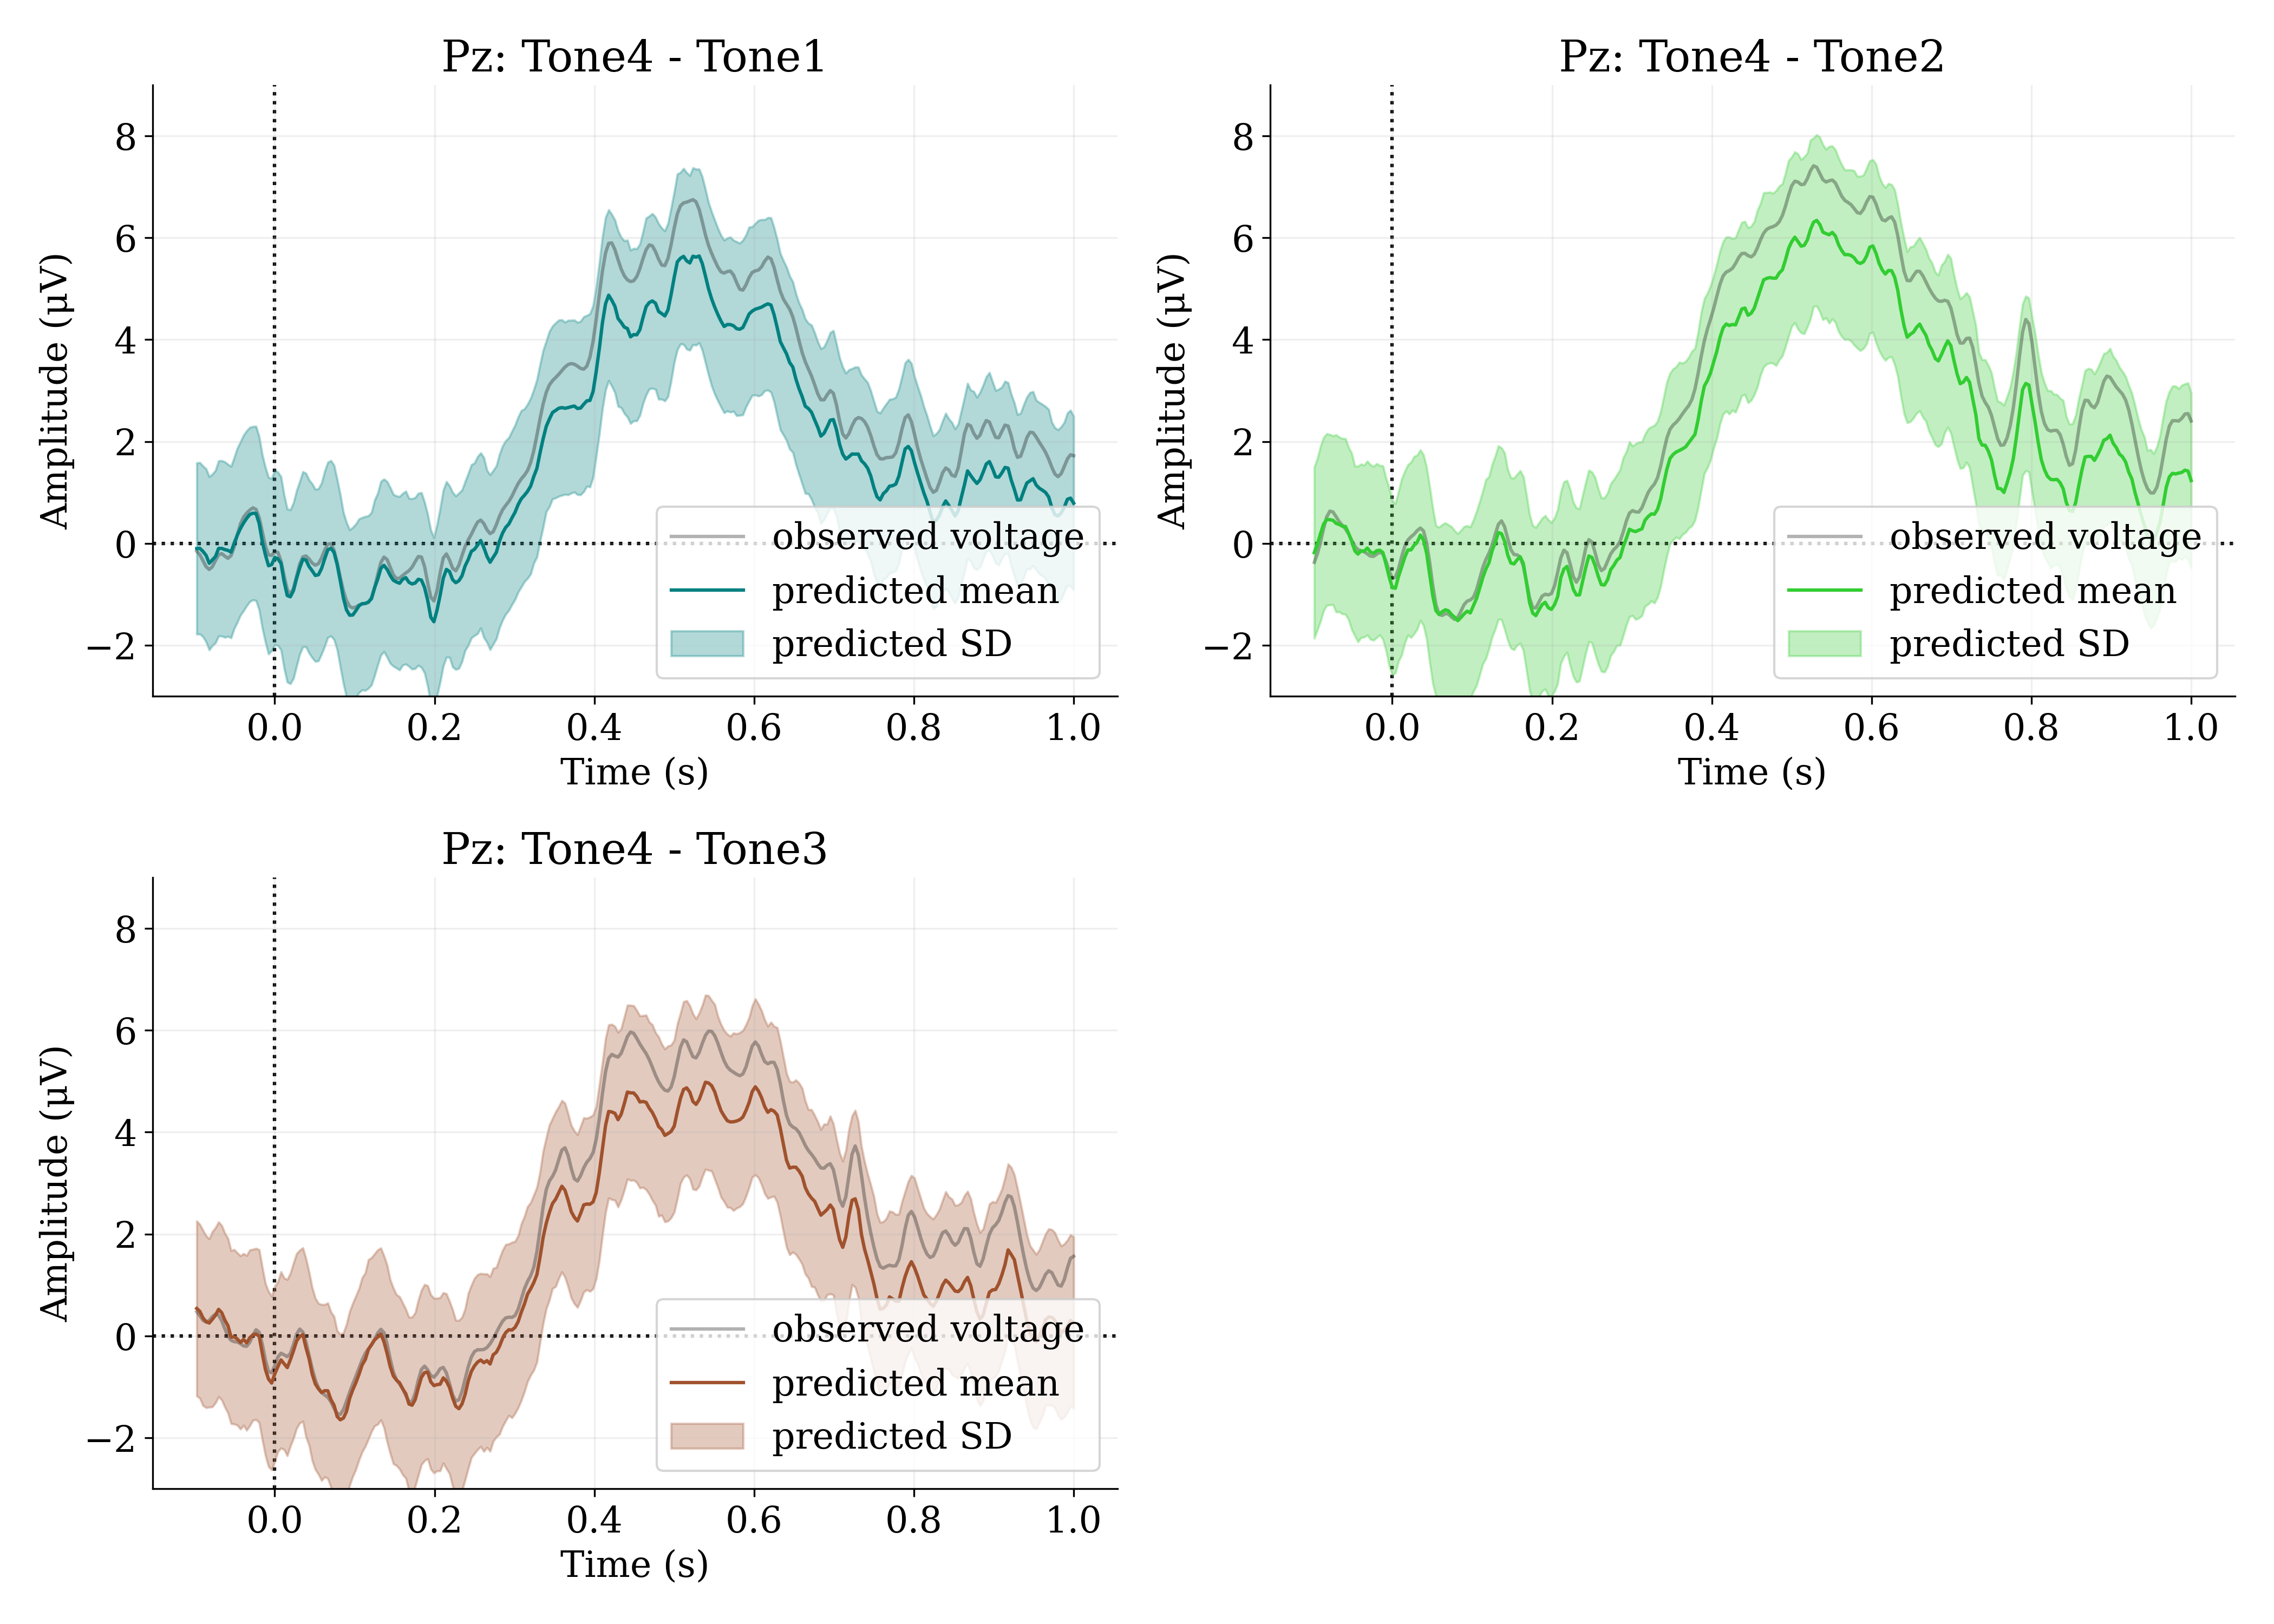 Pz: Tone4 - Tone1
Amplitude (µV)
8
6
4
2
0
−2
observed voltage
predicted mean
predicted SD
0.0 0.2 0.4 0.6 0.8 1.0
Time (s)
Pz: Tone4 - Tone2
Amplitude (µV)
8
6
4
2
0
−2
observed voltage
predicted mean
predicted SD
0.0 0.2 0.4 0.6 0.8 1.0
Time (s)
Pz: Tone4 - Tone3
Amplitude (µV)
8
6
4
2
0
−2
observed voltage
predicted mean
predicted SD
0.0 0.2 0.4 0.6 0.8 1.0
Time (s)